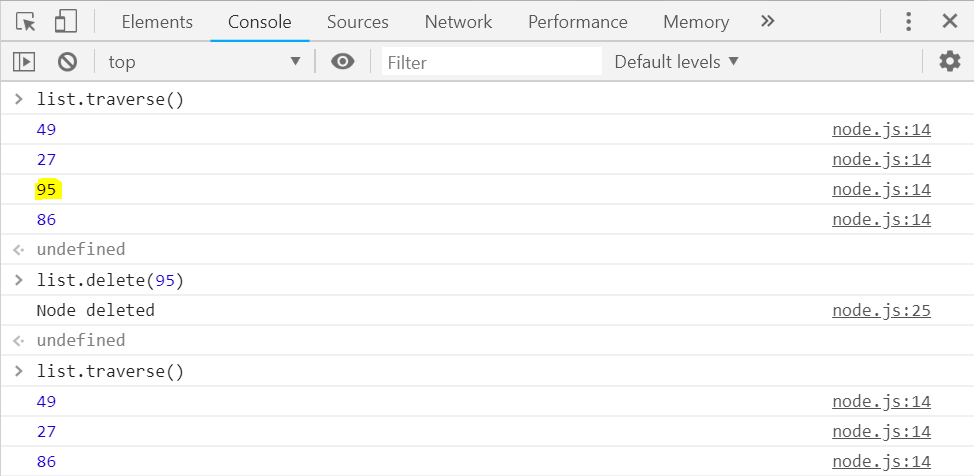 Elements Console Sources Network Performance Memory »
top ▼ Filter Default levels ▼
> list.traverse()
49 node.js:14
27 node.js:14
95 node.js:14
86 node.js:14
undefined
> list.delete(95)
Node deleted node.js:25
undefined
> list.traverse()
49 node.js:14
27 node.js:14
86 node.js:14